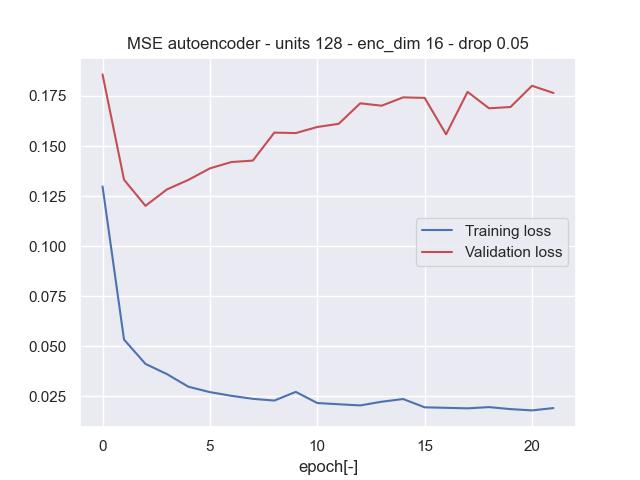 MSE autoencoder - units 128 - enc_dim 16 - drop 0.05
0.175
0.150
0.125
0.100
0.075
0.050
0.025
Training loss
Validation loss
0 5 10 15 20
epoch[-]